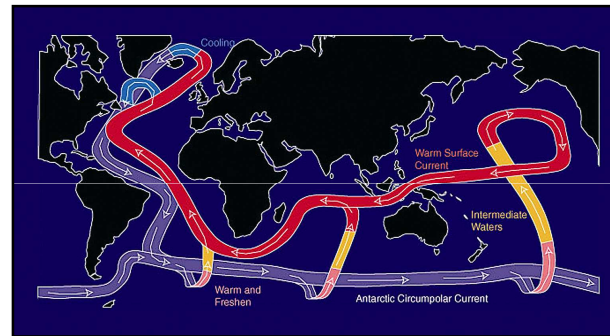 Cooling
Warm Surface
Current
Intermediate
Waters
Warm and
Freshen
Antarctic Circumpolar Current